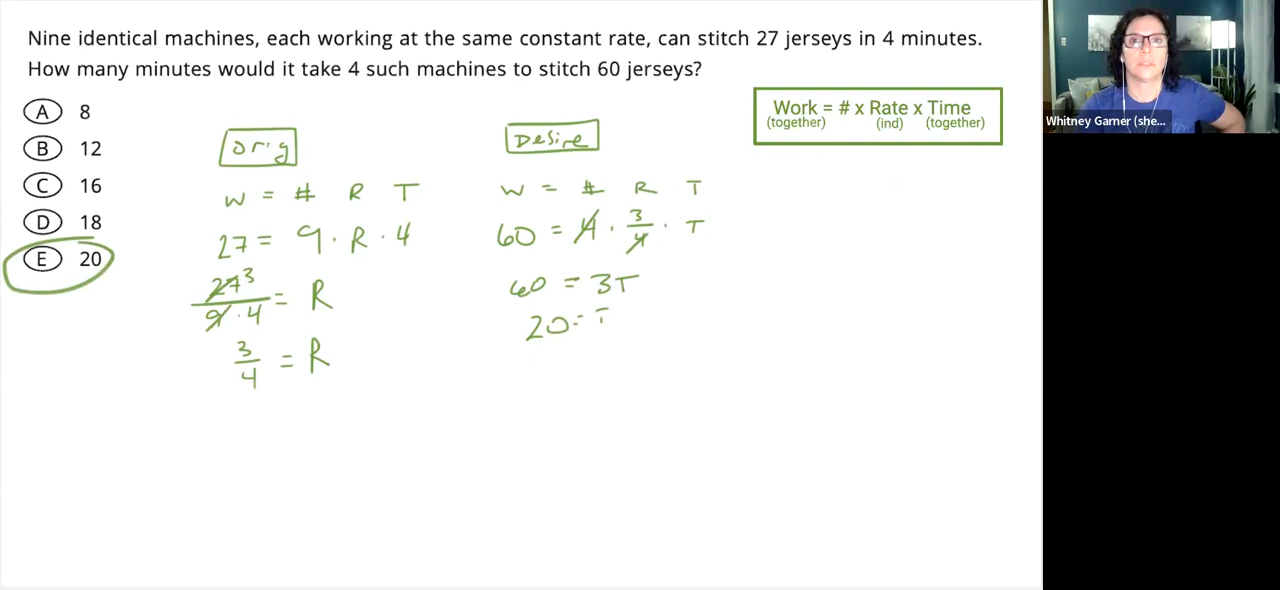 Nine identical machines, each working at the same constant rate, can stitch 27 jerseys in 4 minutes.
How many minutes would it take 4 such machines to stitch 60 jerseys?
A 8
B 12
C 16
D 18
E 20
orig
W = # R T
27 = 9 · R · 4
27 3 / 9 · 4 = R
3/4 = R
Desire
W = # R T
60 = 4 · 3/4 · T
60 = 3T
20 = T
Work = # x Rate x Time
(together) (ind) (together)
Whitney Garner (she...